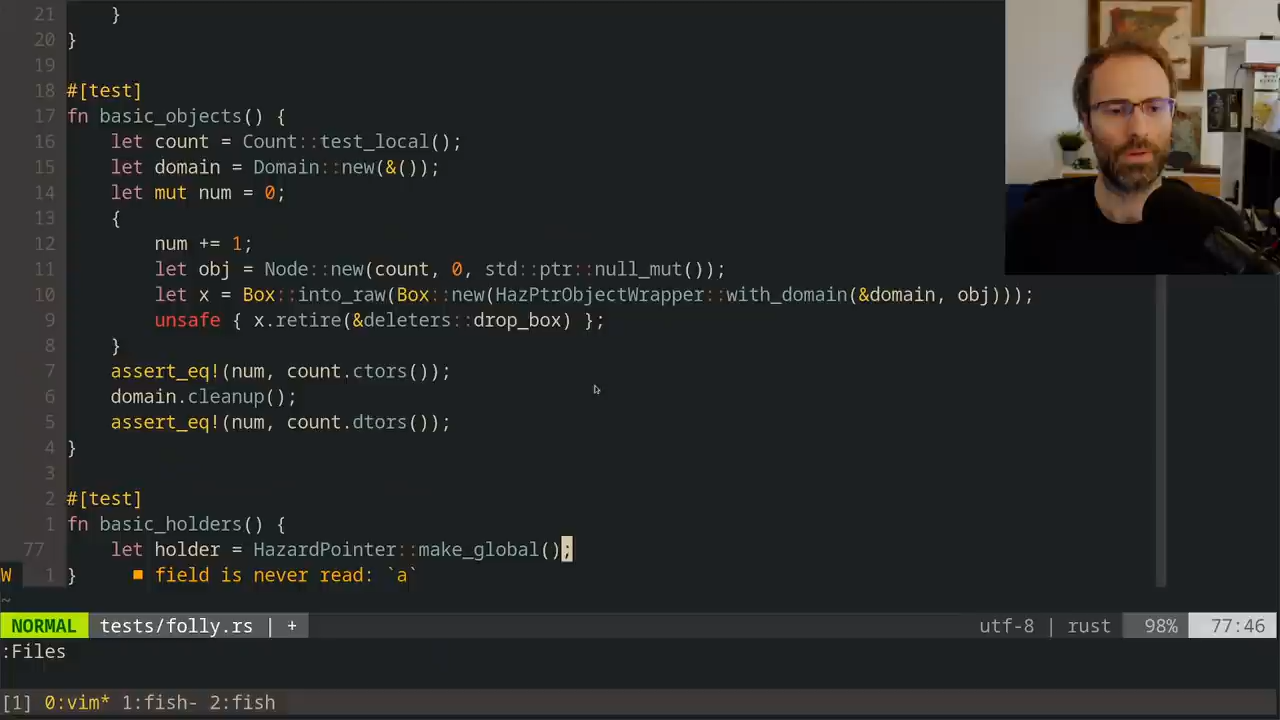 21     }
20 }
19
18 #[test]
17 fn basic_objects() {
16     let count = Count::test_local();
15     let domain = Domain::new(&());
14     let mut num = 0;
13     {
12         num += 1;
11         let obj = Node::new(count, 0, std::ptr::null_mut());
10         let x = Box::into_raw(Box::new(HazPtrObjectWrapper::with_domain(&domain, obj)));
9         unsafe { x.retire(&deleters::drop_box) };
8     }
7     assert_eq!(num, count.ctors());
6     domain.cleanup();
5     assert_eq!(num, count.dtors());
4 }
3
2 #[test]
1 fn basic_holders() {
77     let holder = HazardPointer::make_global();
W 1 }     ■ field is never read: `a`
~
NORMAL tests/folly.rs | + utf-8 | rust 98% 77:46
:Files
[1] 0:vim* 1:fish- 2:fish